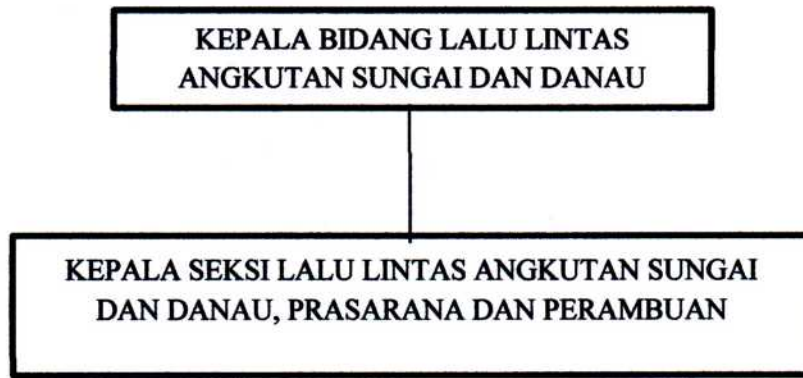 KEPALA BIDANG LALU LINTAS
ANGKUTAN SUNGAI DAN DANAU
KEPALA SEKSI LALU LINTAS ANGKUTAN SUNGAI
DAN DANAU, PRASARANA DAN PERAMBUAN